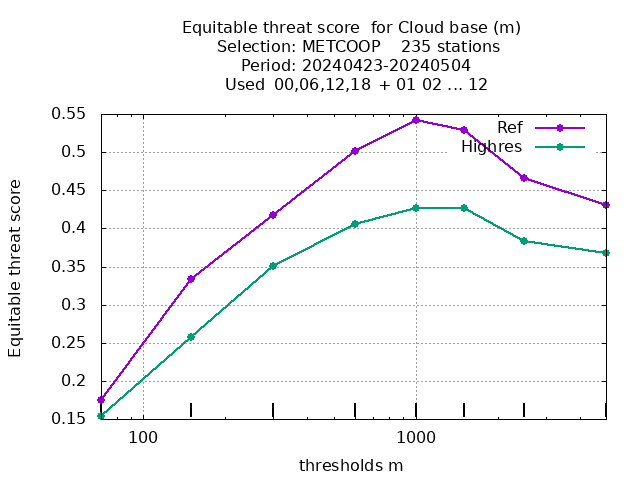 Equitable threat score  for Cloud base (m)
Selection: METCOOP    235 stations
Period: 20240423-20240504
Used  00,06,12,18 + 01 02 ... 12
0.55
0.5
0.45
0.4
0.35
0.3
0.25
0.2
0.15
Equitable threat score
Ref
Highres
100
1000
thresholds m